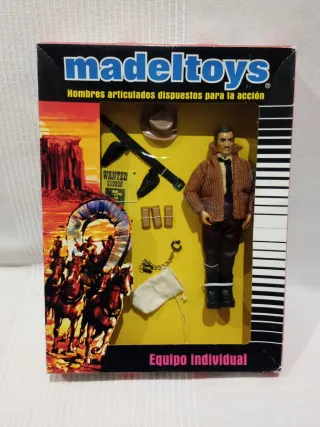 madeltoys®
Hombres articulados dispuestos para la acción
WANTED
Equipo individual